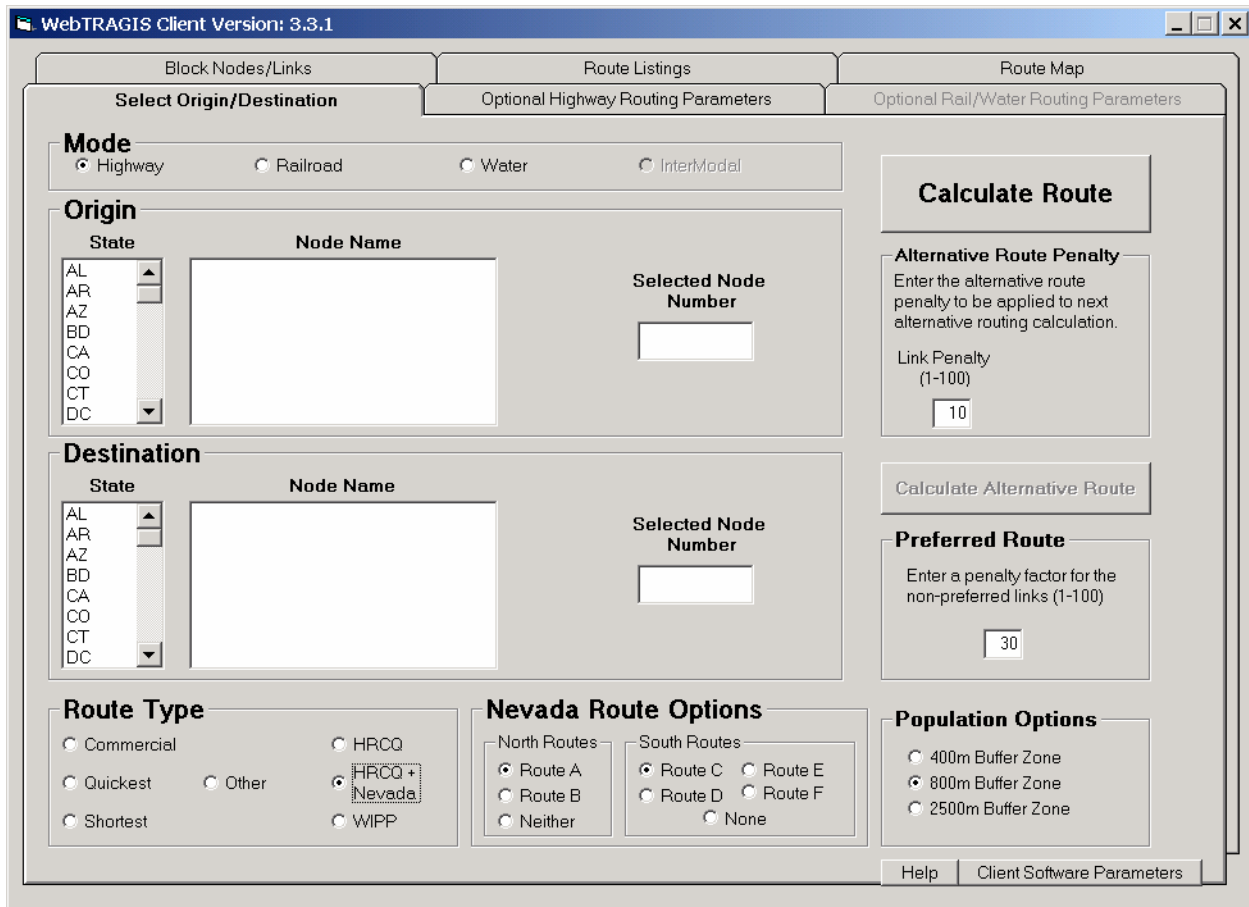 WebTRAGIS Client Version: 3.3.1
Block Nodes/Links
Route Listings
Route Map
Select Origin/Destination
Optional Highway Routing Parameters
Optional Rail/Water Routing Parameters
Mode
Highway
Railroad
Water
InterModal
Calculate Route
Origin
State
Node Name
AL
AR
AZ
BD
CA
CO
CT
DC
Selected Node
Number
Alternative Route Penalty
Enter the alternative route
penalty to be applied to next
alternative routing calculation.
Link Penalty
(1-100)
10
Destination
State
Node Name
AL
AR
AZ
BD
CA
CO
CT
DC
Selected Node
Number
Calculate Alternative Route
Preferred Route
Enter a penalty factor for the
non-preferred links (1-100)
30
Route Type
Commercial
HRCQ
Quickest
Other
HRCQ +
Nevada
Shortest
WIPP
Nevada Route Options
North Routes
Route A
Route B
Neither
South Routes
Route C
Route E
Route D
Route F
None
Population Options
400m Buffer Zone
800m Buffer Zone
2500m Buffer Zone
Help
Client Software Parameters